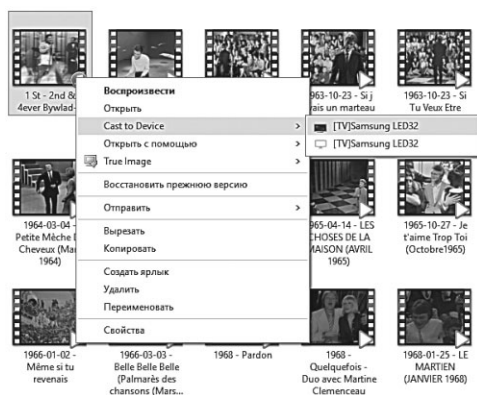 1 St - 2nd &
4ever Bywlad-
963-10-23 - Si j
vais un marteau
1963-10-23 - Si
Tu Veux Etre
Воспроизвести
Открыть
Cast to Device
Открыть с помощью
True Image
Восстановить прежнюю версию
Отправить
Вырезать
Копировать
Создать ярлык
Удалить
Переименовать
Свойства
[TV]Samsung LED32
[TV]Samsung LED32
1964-03-04 -
Petite Mèche
Cheveux (Ma
1964)
965-04-14 - LES
CHOSES DE LA
MAISON (AVRIL
1965)
1965-10-27 - Je
t'aime Trop Toi
(Octobre1965)
1966-01-02 -
Même si tu
revenais
1966-03-03 -
Belle Belle Belle
(Palmarès des
chansons (Mars...
1968 - Pardon
1968 -
Quelquefois -
Duo avec Martine
Clemenceau
1968-01-25 - LE
MARTIEN
(JANVIER 1968)